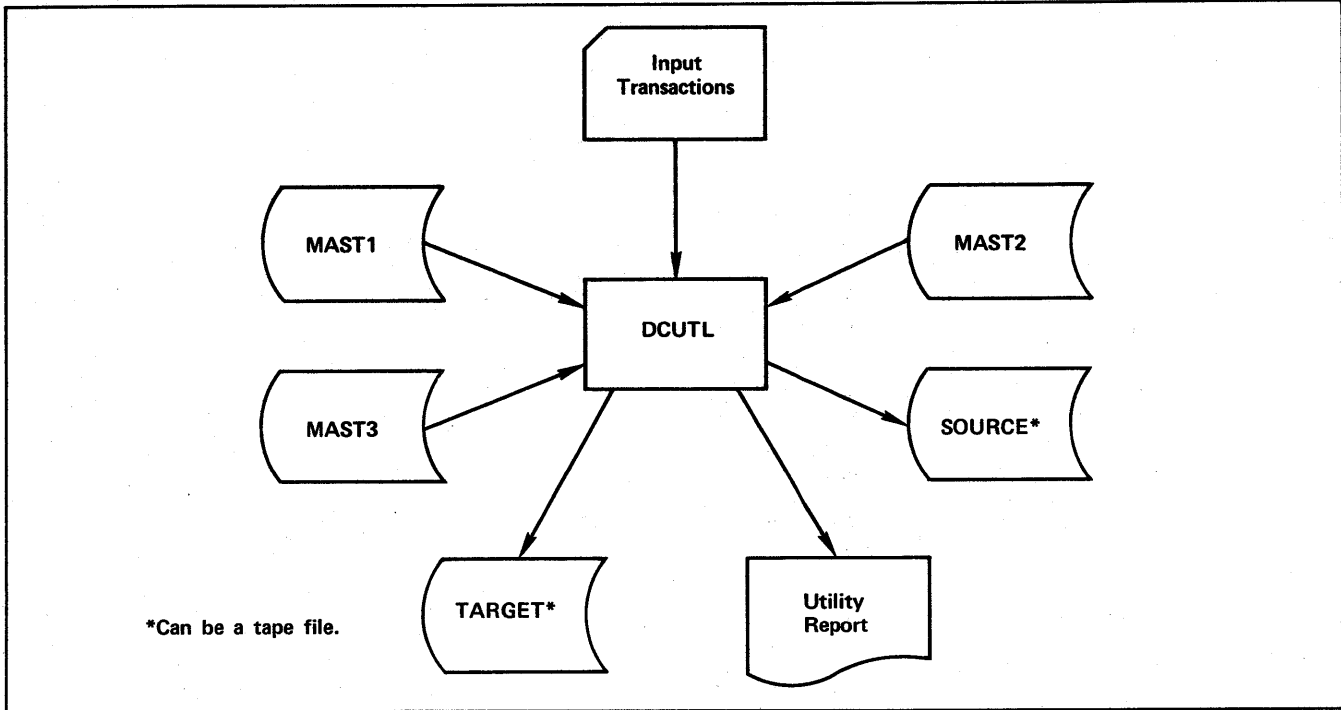 Input
Transactions
MAST1
MAST2
DCUTL
MAST3
SOURCE*
TARGET*
Utility
Report
*Can be a tape file.